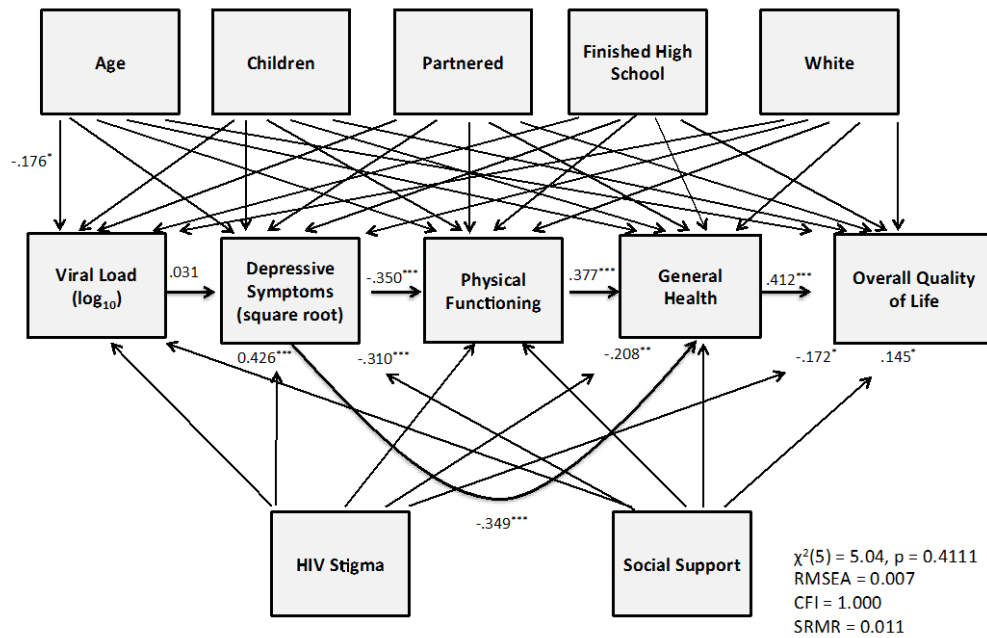 Age
Children
Partnered
Finished High
School
White
-.176*
Viral Load
(log₁₀)
.031
Depressive
Symptoms
(square root)
-.350***
Physical
Functioning
.377***
General
Health
.412***
Overall Quality
of Life
0.426***
-.310***
-.208**
-.172*
.145*
-.349***
HIV Stigma
Social Support
χ²(5) = 5.04, p = 0.4111
RMSEA = 0.007
CFI = 1.000
SRMR = 0.011